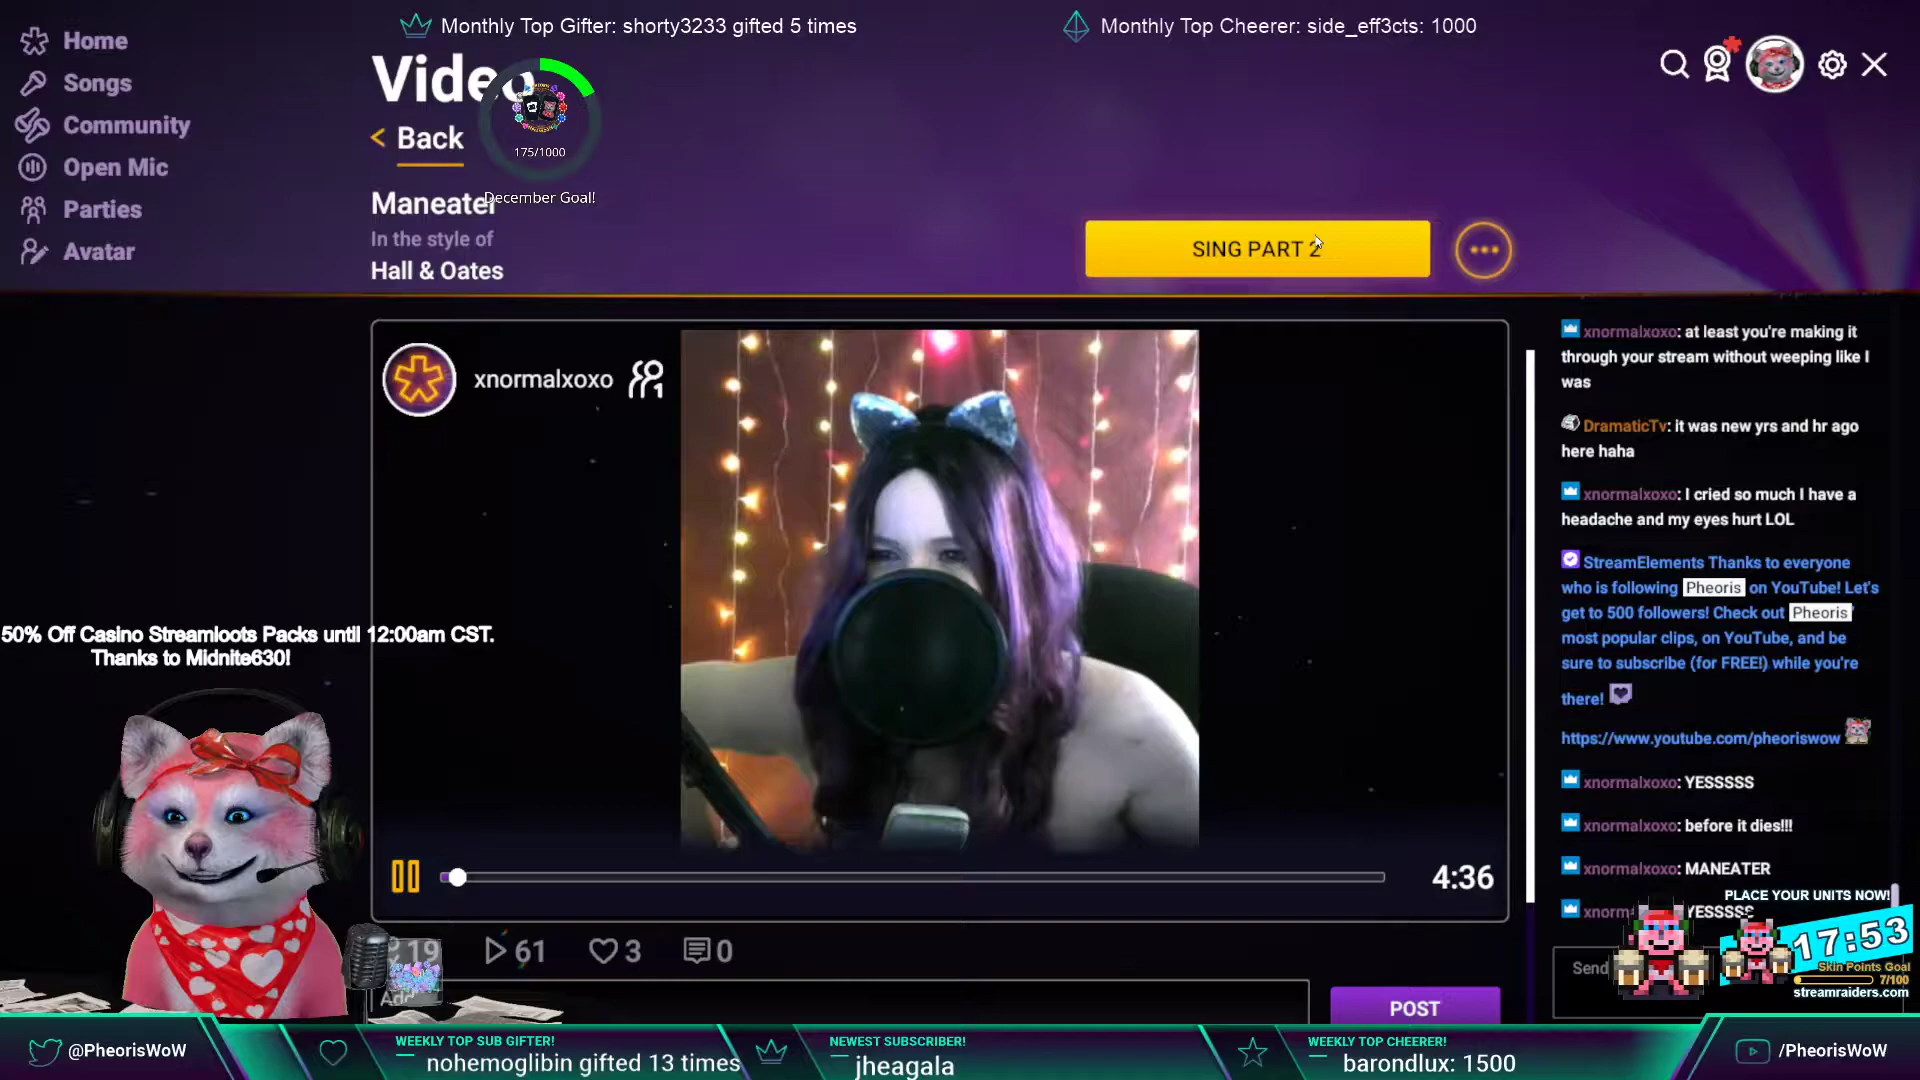 Monthly Top Gifter: shorty3233 gifted 5 times
Monthly Top Cheerer: side_eff3cts: 1000
Home
Songs
Community
Open Mic
Parties
Avatar
Video
< Back
175/1000
December Goal!
Maneater
In the style of
Hall & Oates
SING PART 2
xnormalxoxo
4:36
19
61
3
0
Add
POST
50% Off Casino Streamloots Packs until 12:00am CST.
Thanks to Midnite630!
xnormalxoxo: at least you're making it
through your stream without weeping like I
was
DramaticTv: it was new yrs and hr ago
here haha
xnormalxoxo: I cried so much I have a
headache and my eyes hurt LOL
StreamElements Thanks to everyone
who is following Pheoris on YouTube! Let's
get to 500 followers! Check out Pheoris'
most popular clips, on YouTube, and be
sure to subscribe (for FREE!) while you're
there!
https://www.youtube.com/pheoriswow
xnormalxoxo: YESSSSS
xnormalxoxo: before it dies!!!
xnormalxoxo: MANEATER
xnorm YESSSSS
PLACE YOUR UNITS NOW!
17:53
Skin Points Goal
7/100
streamraiders.com
Send
@PheorisWoW
WEEKLY TOP SUB GIFTER!
nohemoglibin gifted 13 times
NEWEST SUBSCRIBER!
jheagala
WEEKLY TOP CHEERER!
barondlux: 1500
/PheorisWoW